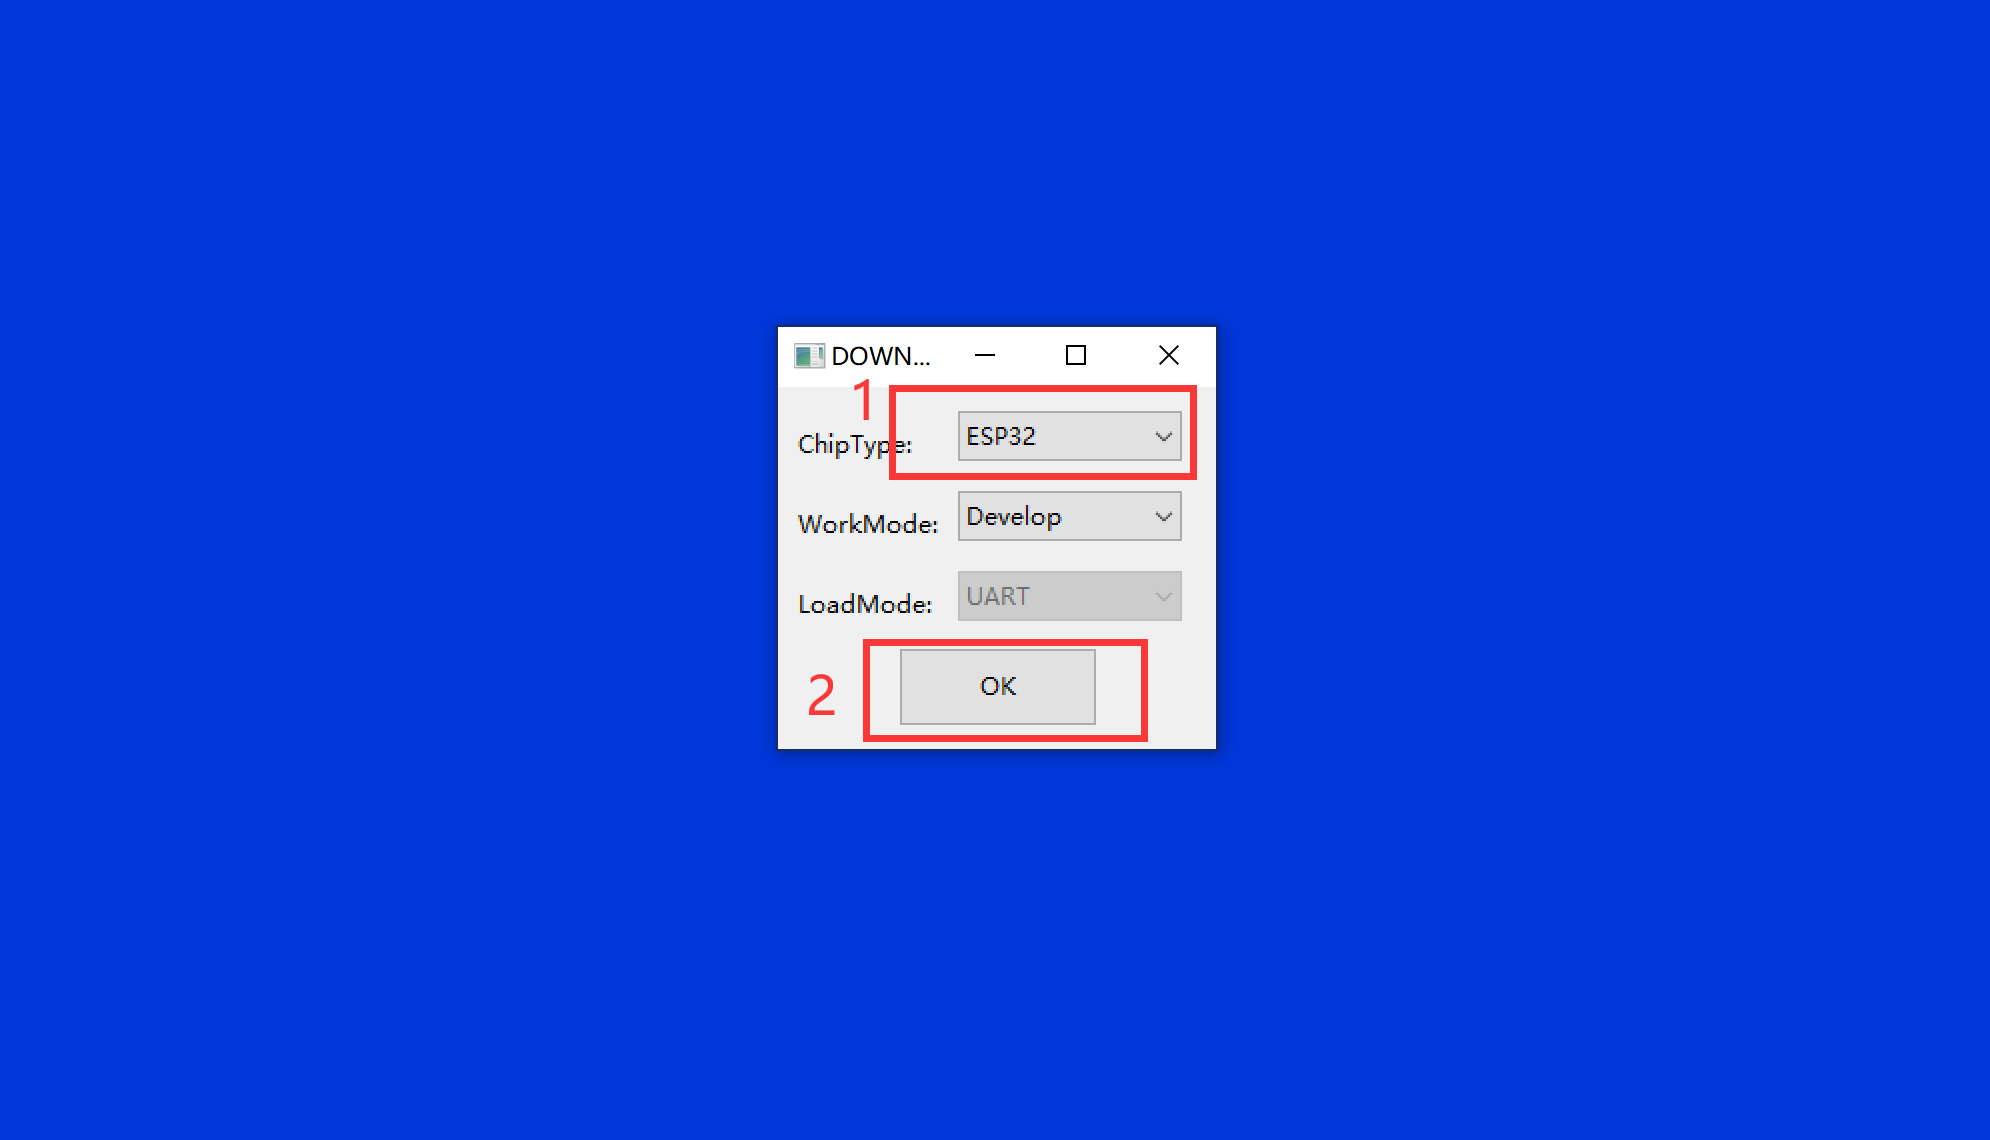 DOWN...
1
ChipType: ESP32
WorkMode: Develop
LoadMode: UART
2
OK